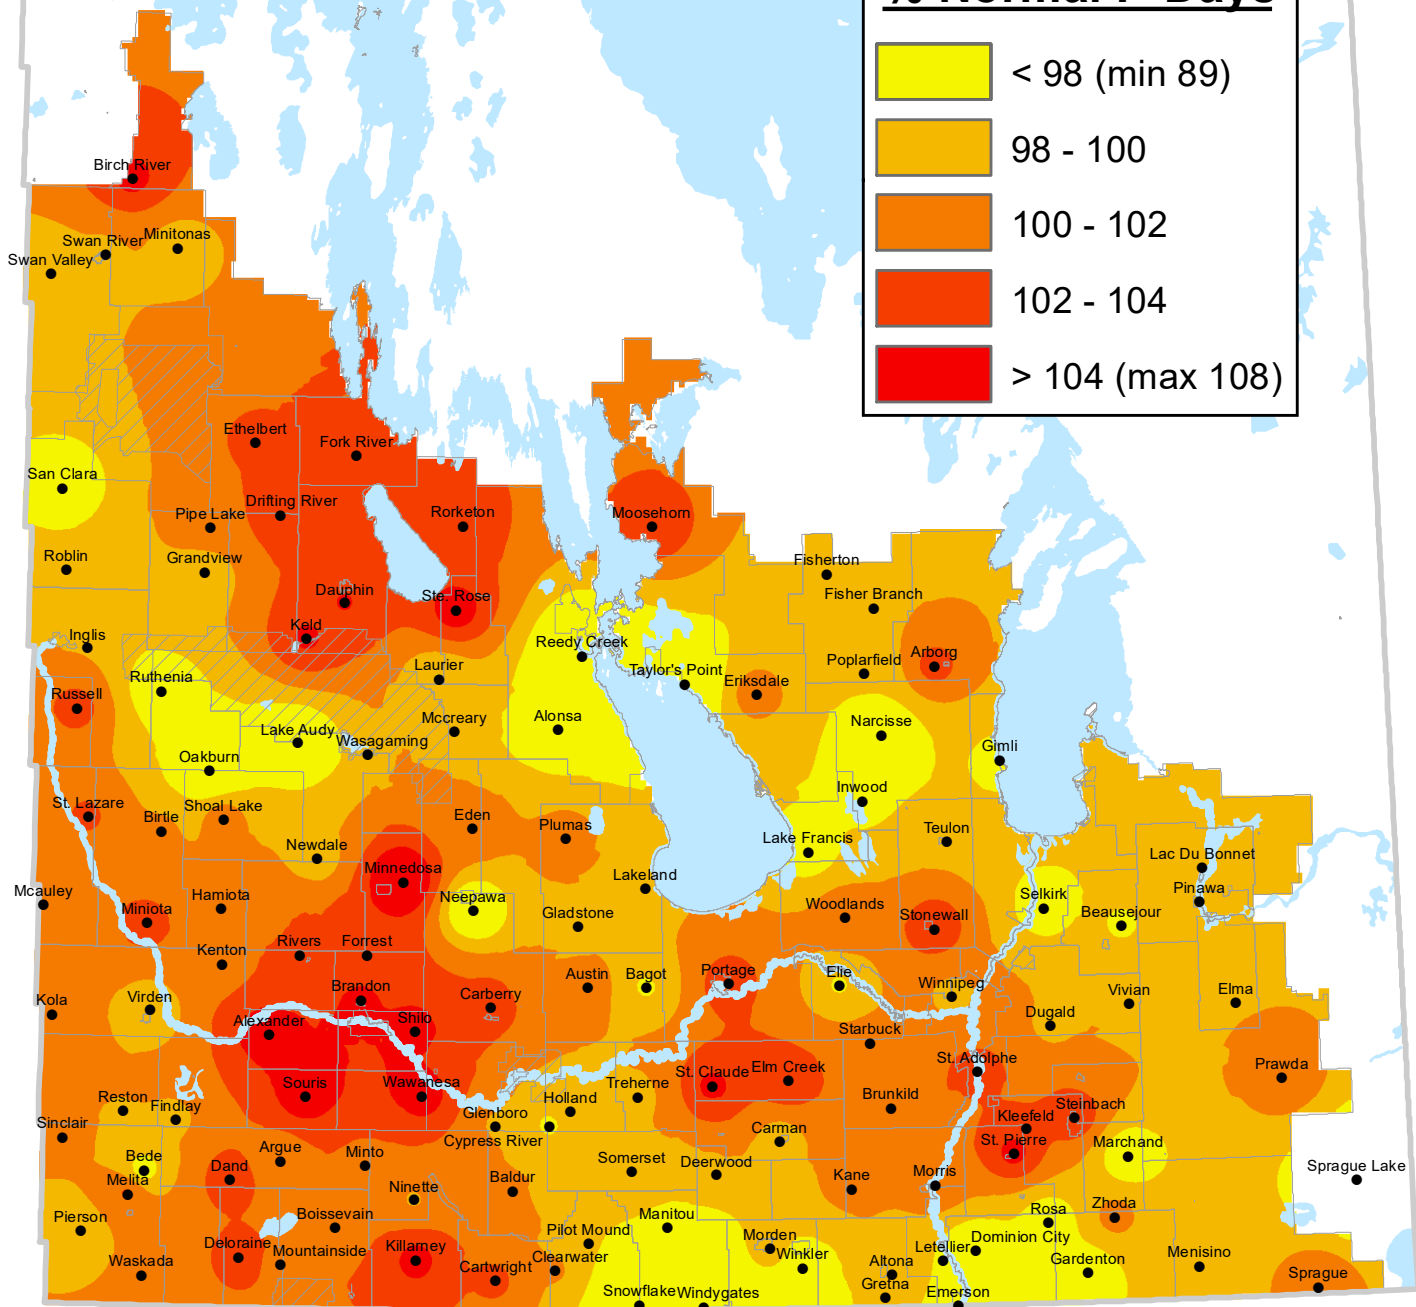 % Normal P-Days
< 98 (min 89)
98 - 100
100 - 102
102 - 104
> 104 (max 108)
Birch River
Swan River
Minitonas
Swan Valley
Ethelbert
Fork River
San Clara
Drifting River
Pipe Lake
Rorketon
Moosehorn
Roblin
Grandview
Fisherton
Dauphin
Ste. Rose
Fisher Branch
Keld
Inglis
Reedy Creek
Laurier
Taylor's Point
Poplarfield
Arborg
Ruthenia
Russell
Eriksdale
Mccreary
Alonsa
Narcisse
Lake Audy
Wasagaming
Oakburn
Gimli
St. Lazare
Shoal Lake
Birtle
Eden
Plumas
Inwood
Newdale
Lake Francis
Teulon
Lac Du Bonnet
Minnedosa
Lakeland
Pinawa
Mcauley
Hamiota
Neepawa
Miniota
Gladstone
Woodlands
Stonewall
Selkirk
Beausejour
Kenton
Rivers
Forrest
Brandon
Carberry
Austin
Bagot
Portage
Elie
Winnipeg
Vivian
Elma
Kola
Virden
Alexander
Shilo
Dugald
Starbuck
St. Adolphe
Prawda
Souris
Wawanesa
Treherne
St. Claude
Elm Creek
Reston
Findlay
Holland
Brunkild
Steinbach
Kleefeld
Sinclair
Glenboro
Cypress River
Carman
St. Pierre
Marchand
Bede
Argue
Minto
Somerset
Deerwood
Sprague Lake
Melita
Dand
Baldur
Kane
Morris
Ninette
Pierson
Boissevain
Manitou
Zhoda
Rosa
Pilot Mound
Morden
Dominion City
Deloraine
Mountainside
Killarney
Clearwater
Winkler
Letellier
Gardenton
Menisino
Waskada
Cartwright
Altona
Sprague
Gretna
Snowflake
Windygates
Emerson